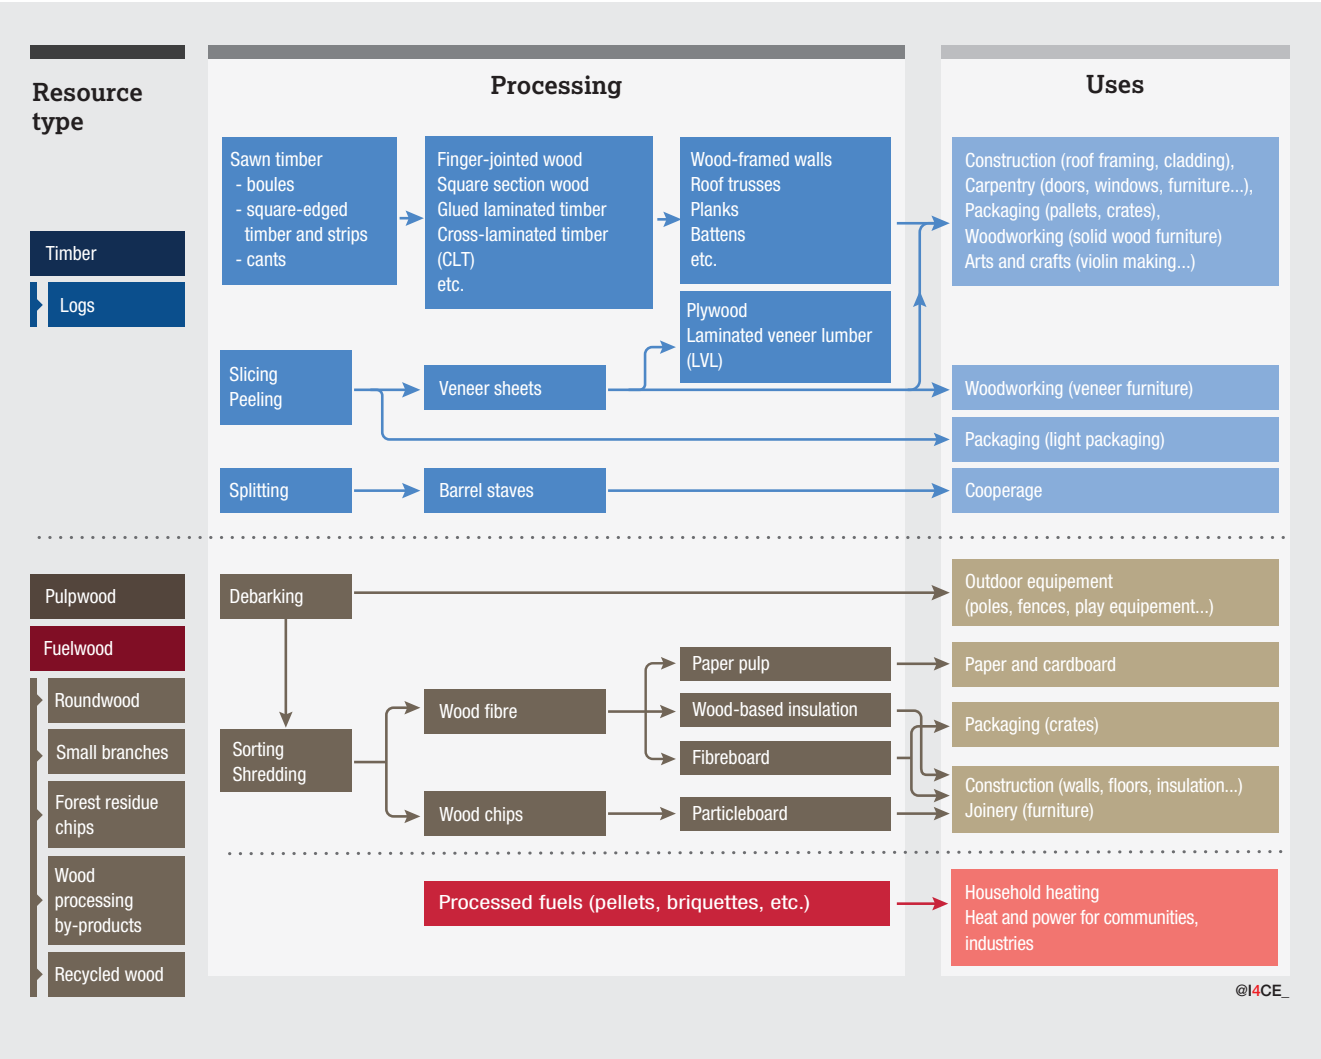 Resource
type
Processing
Uses
Timber
Logs
Sawn timber
- boules
- square-edged
timber and strips
- cants
Finger-jointed wood
Square section wood
Glued laminated timber
Cross-laminated timber
(CLT)
etc.
Wood-framed walls
Roof trusses
Planks
Battens
etc.
Construction (roof framing, cladding),
Carpentry (doors, windows, furniture...),
Packaging (pallets, crates),
Woodworking (solid wood furniture)
Arts and crafts (violin making...)
Plywood
Laminated veneer lumber
(LVL)
Slicing
Peeling
Veneer sheets
Woodworking (veneer furniture)
Packaging (light packaging)
Splitting
Barrel staves
Cooperage
Pulpwood
Fuelwood
Roundwood
Small branches
Forest residue
chips
Wood
processing
by-products
Recycled wood
Debarking
Outdoor equipement
(poles, fences, play equipement...)
Sorting
Shredding
Wood fibre
Wood chips
Paper pulp
Wood-based insulation
Fibreboard
Particleboard
Paper and cardboard
Packaging (crates)
Construction (walls, floors, insulation...)
Joinery (furniture)
Processed fuels (pellets, briquettes, etc.)
Household heating
Heat and power for communities,
industries
@I4CE_